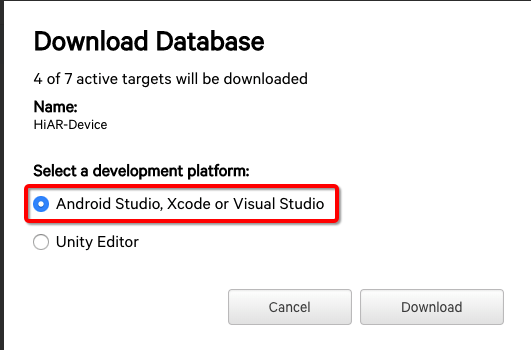 Download Database
4 of 7 active targets will be downloaded
Name:
HiAR-Device
Select a development platform:
Android Studio, Xcode or Visual Studio
Unity Editor
Cancel
Download